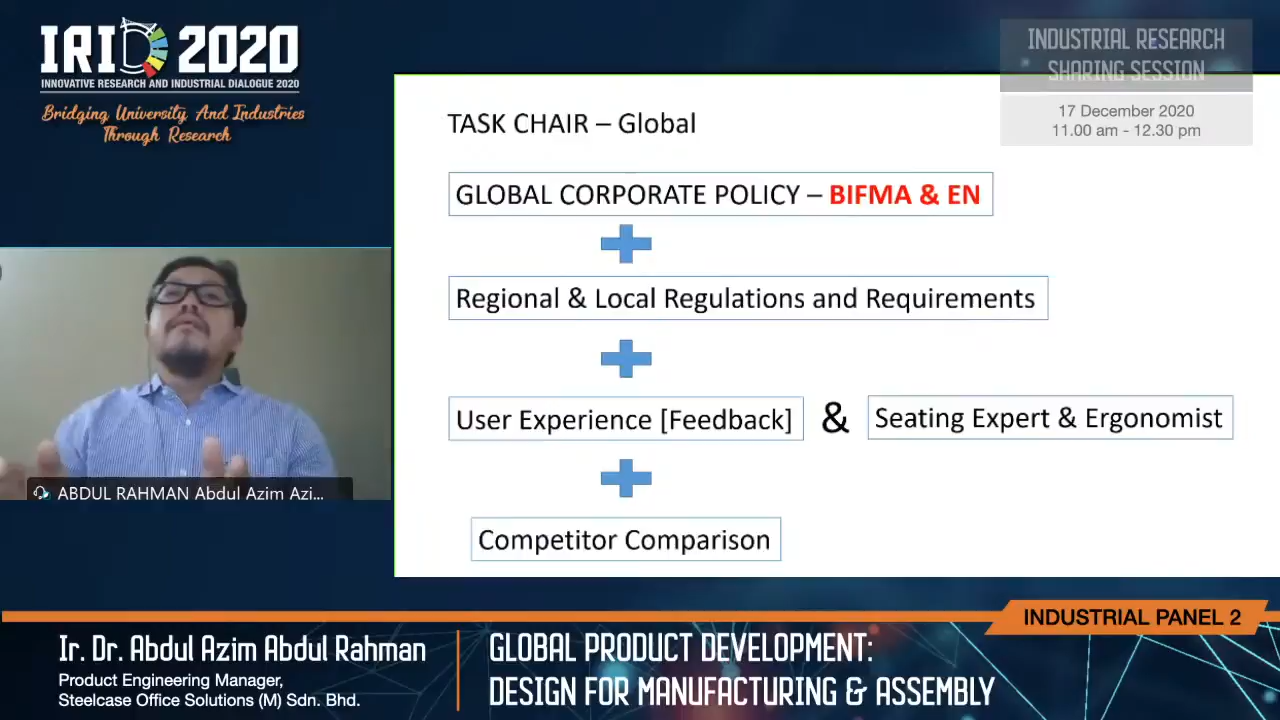 IRID 2020
INNOVATIVE RESEARCH AND INDUSTRIAL DIALOGUE 2020
Bridging University And Industries
Through Research
INDUSTRIAL RESEARCH
SHARING SESSION
17 December 2020
11.00 am - 12.30 pm
TASK CHAIR – Global
GLOBAL CORPORATE POLICY – BIFMA & EN
Regional & Local Regulations and Requirements
User Experience [Feedback] & Seating Expert & Ergonomist
Competitor Comparison
ABDUL RAHMAN Abdul Azim Azi...
INDUSTRIAL PANEL 2
Ir. Dr. Abdul Azim Abdul Rahman
Product Engineering Manager,
Steelcase Office Solutions (M) Sdn. Bhd.
GLOBAL PRODUCT DEVELOPMENT:
DESIGN FOR MANUFACTURING & ASSEMBLY